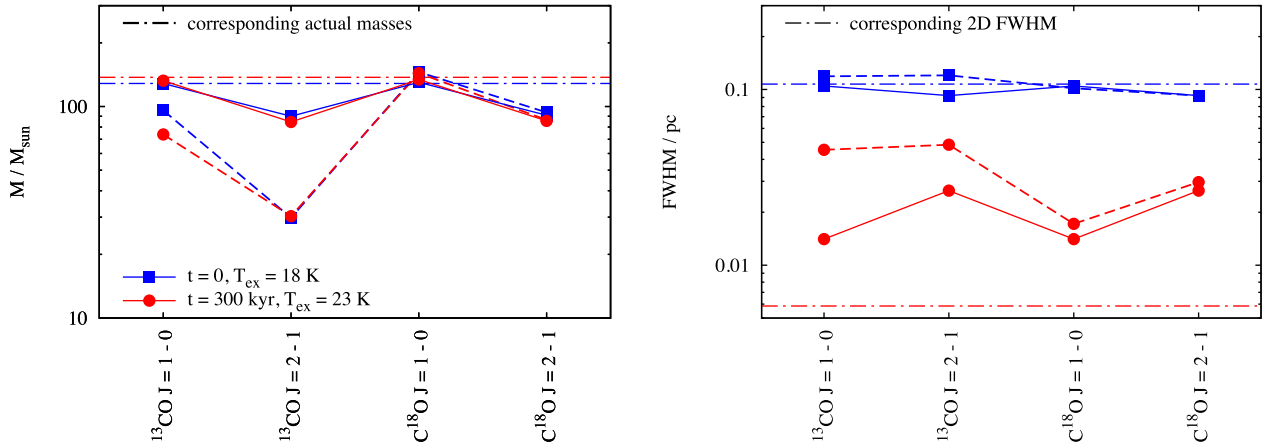 corresponding actual masses
100
10
M / M_sun
t = 0, T_ex = 18 K
t = 300 kyr, T_ex = 23 K
¹³CO J = 1 - 0
¹³CO J = 2 - 1
C¹⁸O J = 1 - 0
C¹⁸O J = 2 - 1
corresponding 2D FWHM
0.1
0.01
FWHM / pc
¹³CO J = 1 - 0
¹³CO J = 2 - 1
C¹⁸O J = 1 - 0
C¹⁸O J = 2 - 1